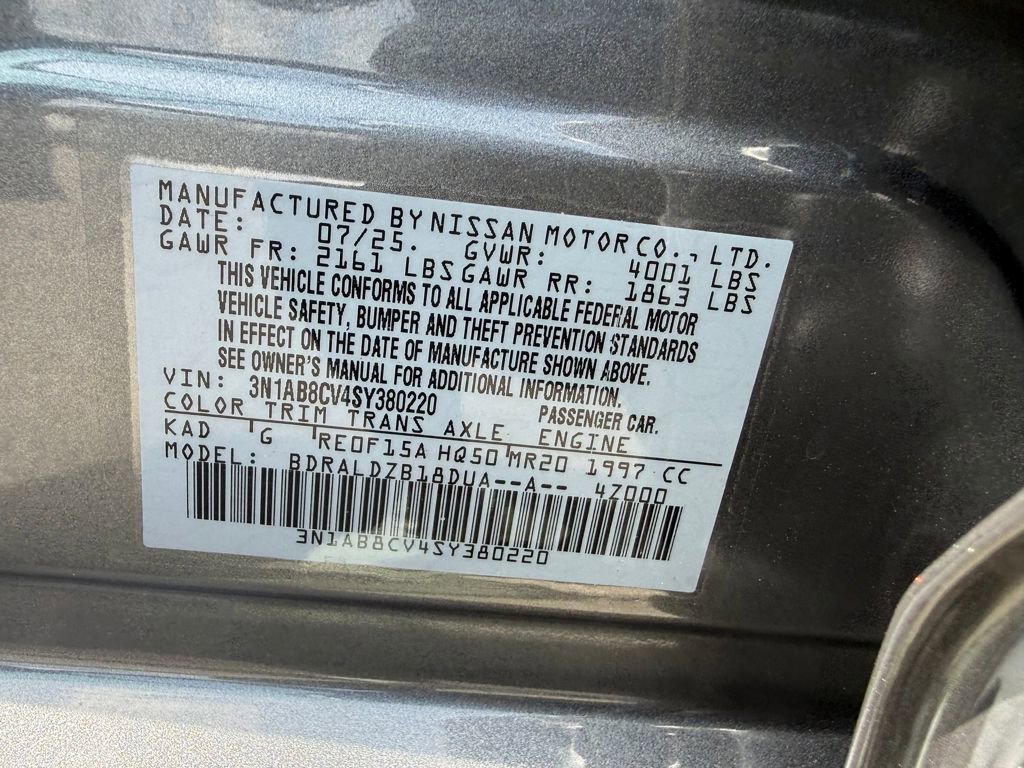 MANUFACTURED BY NISSAN MOTOR CO., LTD.
DATE: 07/25. GVWR: 4001 LBS
GAWR FR: 2161 LBS GAWR RR: 1863 LBS
THIS VEHICLE CONFORMS TO ALL APPLICABLE FEDERAL MOTOR
VEHICLE SAFETY, BUMPER AND THEFT PREVENTION STANDARDS
IN EFFECT ON THE DATE OF MANUFACTURE SHOWN ABOVE.
SEE OWNER'S MANUAL FOR ADDITIONAL INFORMATION.
VIN: 3N1AB8CV4SY380220 PASSENGER CAR.
COLOR TRIM TRANS AXLE ENGINE
KAD G RE0F15A HQ50 MR20 1997 CC
MODEL: BDRALDZB18DUA--A-- 4Z000
3N1AB8CV4SY380220